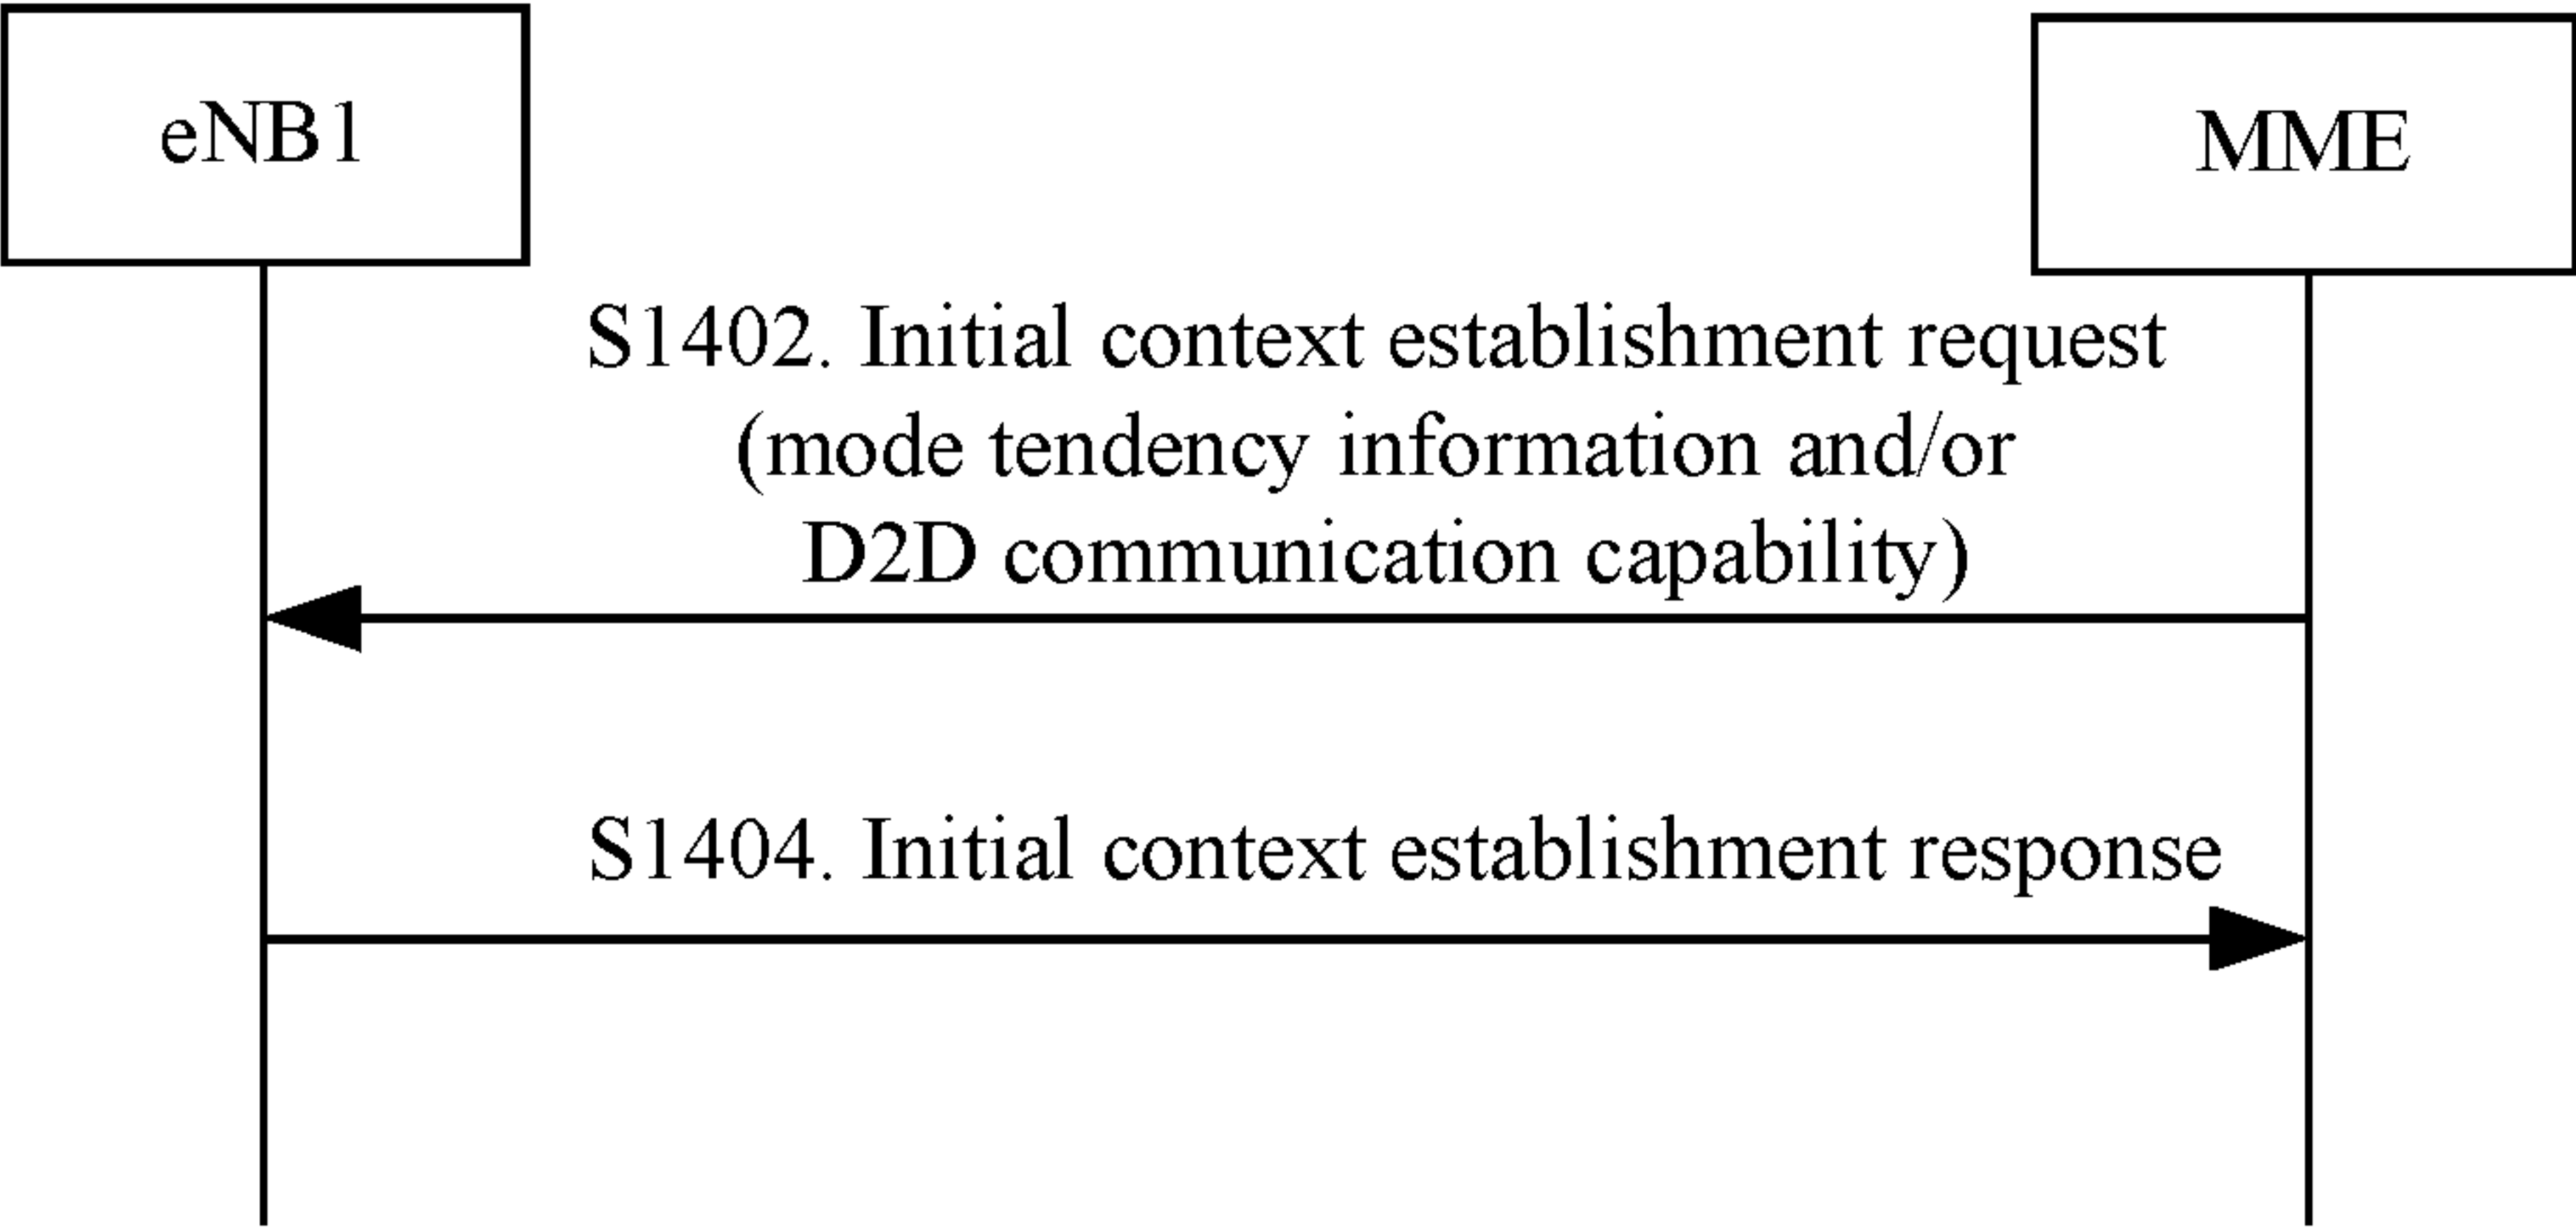 eNB1
MME
S1402. Initial context establishment request
(mode tendency information and/or
D2D communication capability)
S1404. Initial context establishment response